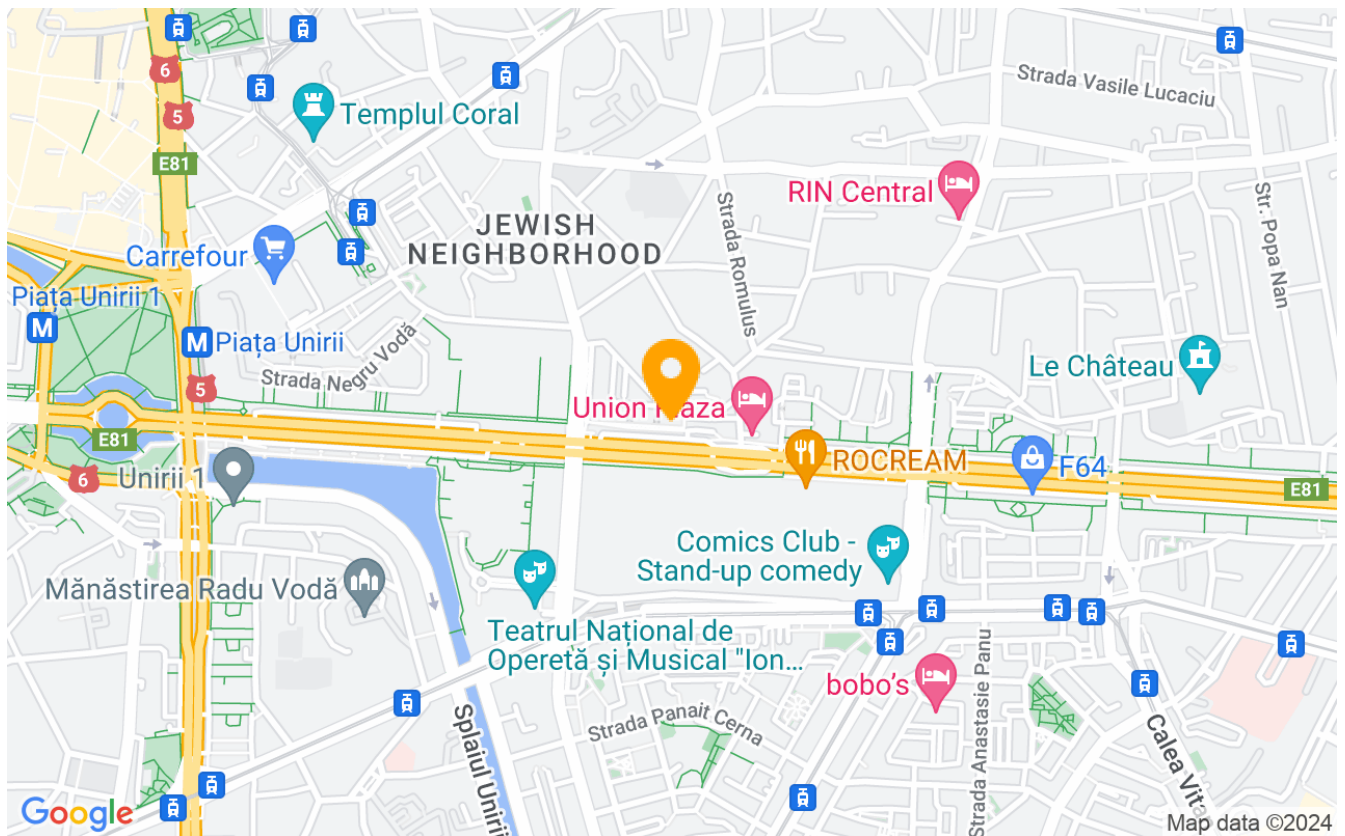 6
5
E81
Templul Coral
Strada Vasile Lucaciu
RIN Central
Strada Romulus
Str. Popa Nan
JEWISH
NEIGHBORHOOD
Carrefour
Piața Unirii 1
M
M
Piața Unirii
Strada Negru Vodă
5
Le Château
Union Plaza
E81
6
Unirii 1
ROCREAM
F64
E81
Comics Club -
Stand-up comedy
Mănăstirea Radu Vodă
Teatrul Național de
Operetă și Musical "Ion...
bobo's
Strada Panait Cerna
Strada Anastasie Panu
Splaiul Unirii
Calea Vita
Google
Map data ©2024